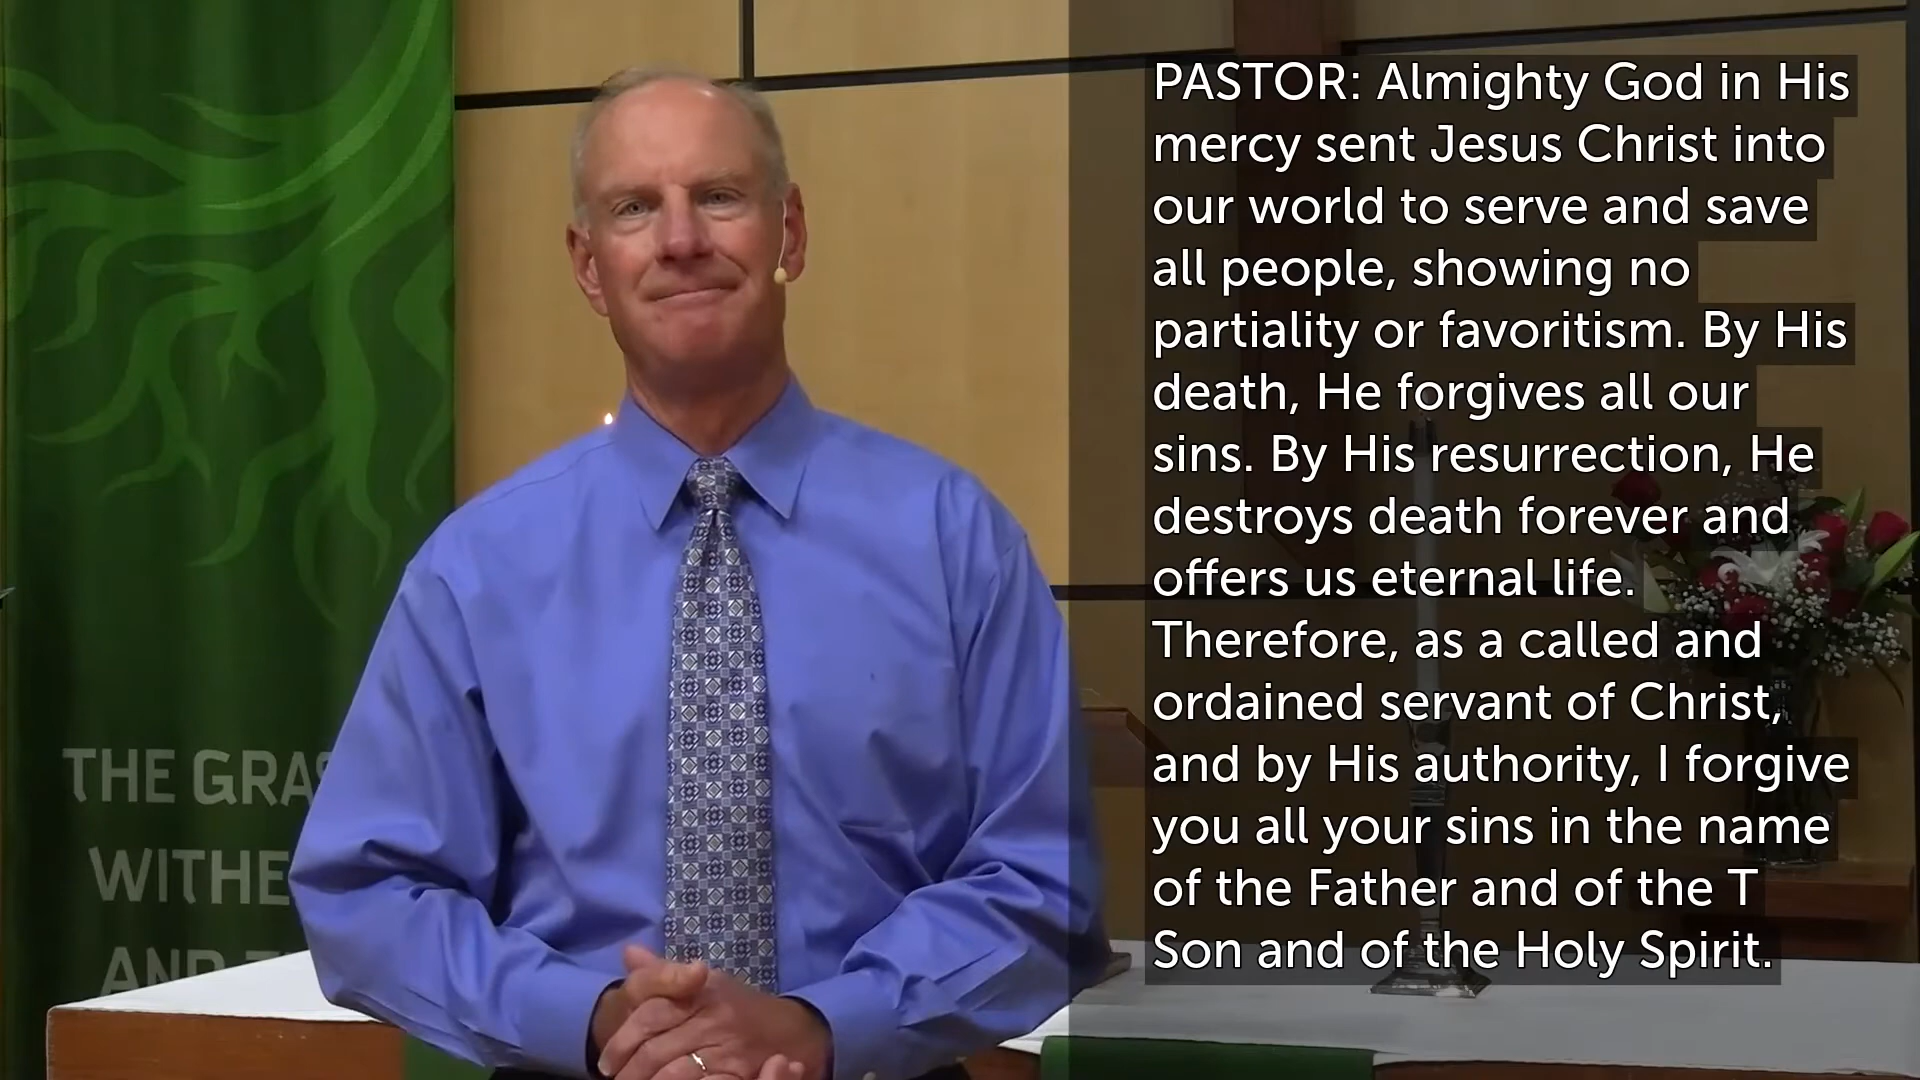 PASTOR: Almighty God in His
mercy sent Jesus Christ into
our world to serve and save
all people, showing no
partiality or favoritism. By His
death, He forgives all our
sins. By His resurrection, He
destroys death forever and
offers us eternal life.
Therefore, as a called and
ordained servant of Christ,
and by His authority, I forgive
you all your sins in the name
of the Father and of the T
Son and of the Holy Spirit.
THE GRAS
WITHE
AND T